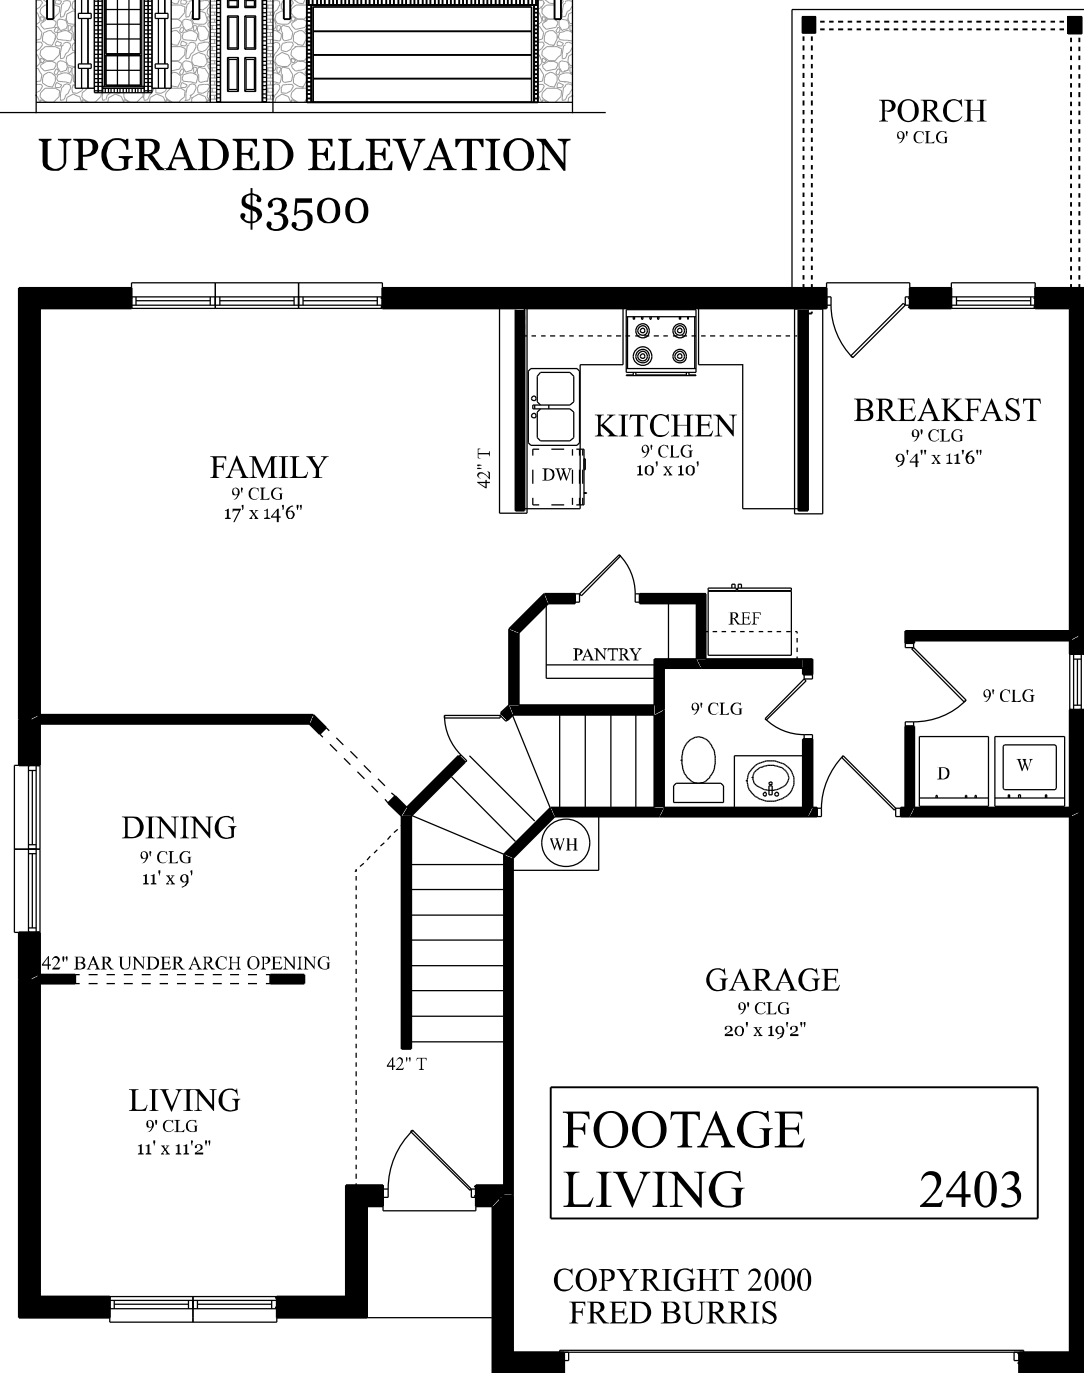 UPGRADED ELEVATION
$3500
PORCH
9' CLG
BREAKFAST
9' CLG
9'4" x 11'6"
KITCHEN
9' CLG
10' x 10'
42" T
DW
FAMILY
9' CLG
17' x 14'6"
REF
PANTRY
9' CLG
9' CLG
D
W
DINING
9' CLG
11' x 9'
WH
42" BAR UNDER ARCH OPENING
GARAGE
9' CLG
20' x 19'2"
42" T
LIVING
9' CLG
11' x 11'2"
FOOTAGE
LIVING 2403
COPYRIGHT 2000
FRED BURRIS